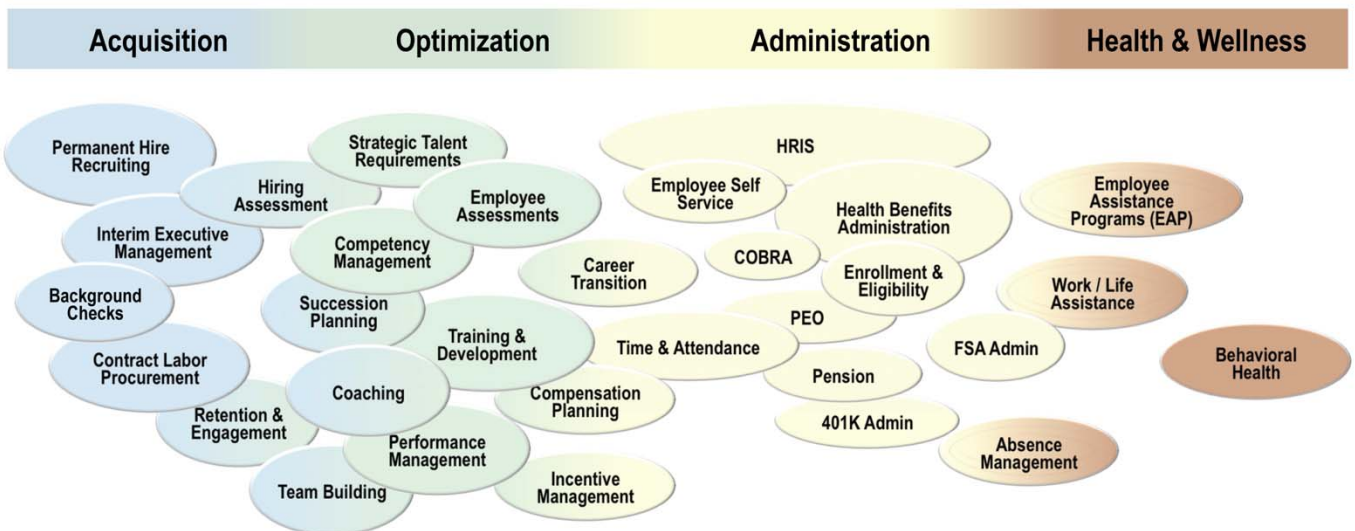 Acquisition
Optimization
Administration
Health & Wellness
Permanent Hire
Recruiting
Hiring
Assessment
Interim Executive
Management
Background
Checks
Contract Labor
Procurement
Retention &
Engagement
Strategic Talent
Requirements
Employee
Assessments
Competency
Management
Succession
Planning
Training &
Development
Coaching
Performance
Management
Team Building
Career
Transition
Time & Attendance
Compensation
Planning
Incentive
Management
HRIS
Employee Self
Service
Health Benefits
Administration
COBRA
Enrollment &
Eligibility
PEO
Pension
401K Admin
FSA Admin
Employee
Assistance
Programs (EAP)
Work / Life
Assistance
Behavioral
Health
Absence
Management